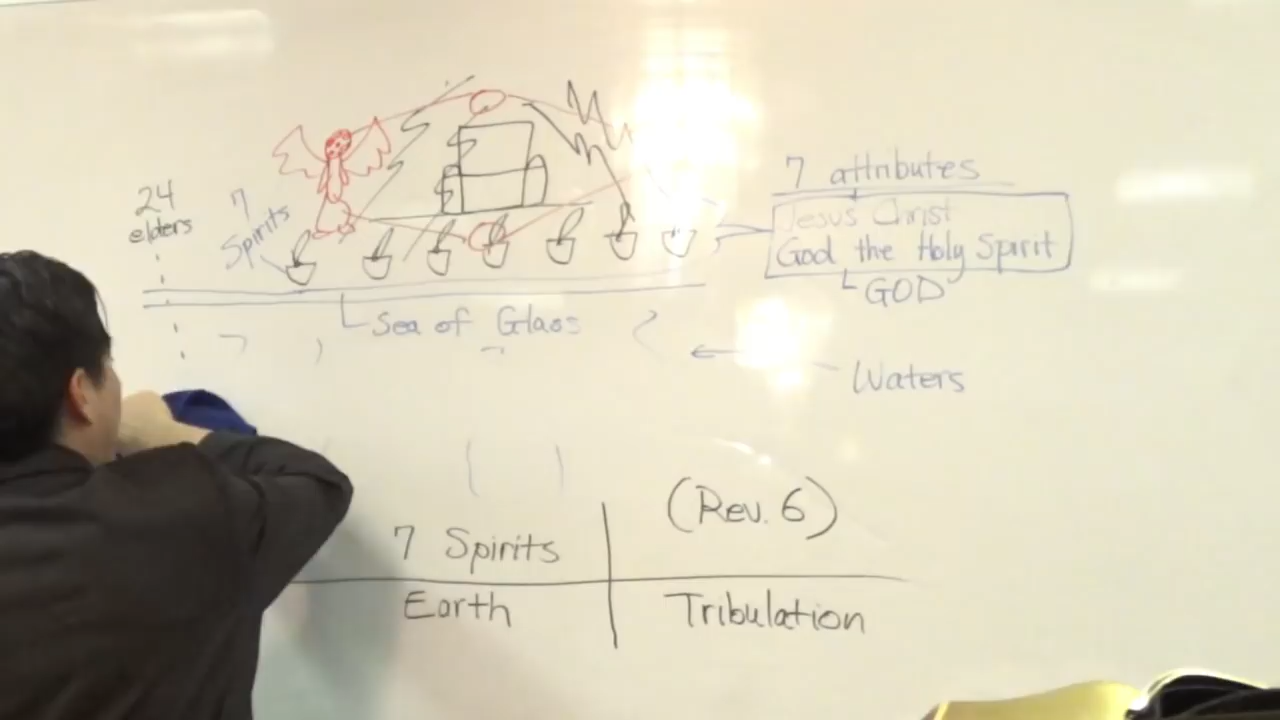 24
elders
7
Spirits
7 attributes
Jesus Christ
God the Holy Spirit
GOD
Sea of Glass
Waters
(Rev. 6)
7 Spirits
Earth
Tribulation